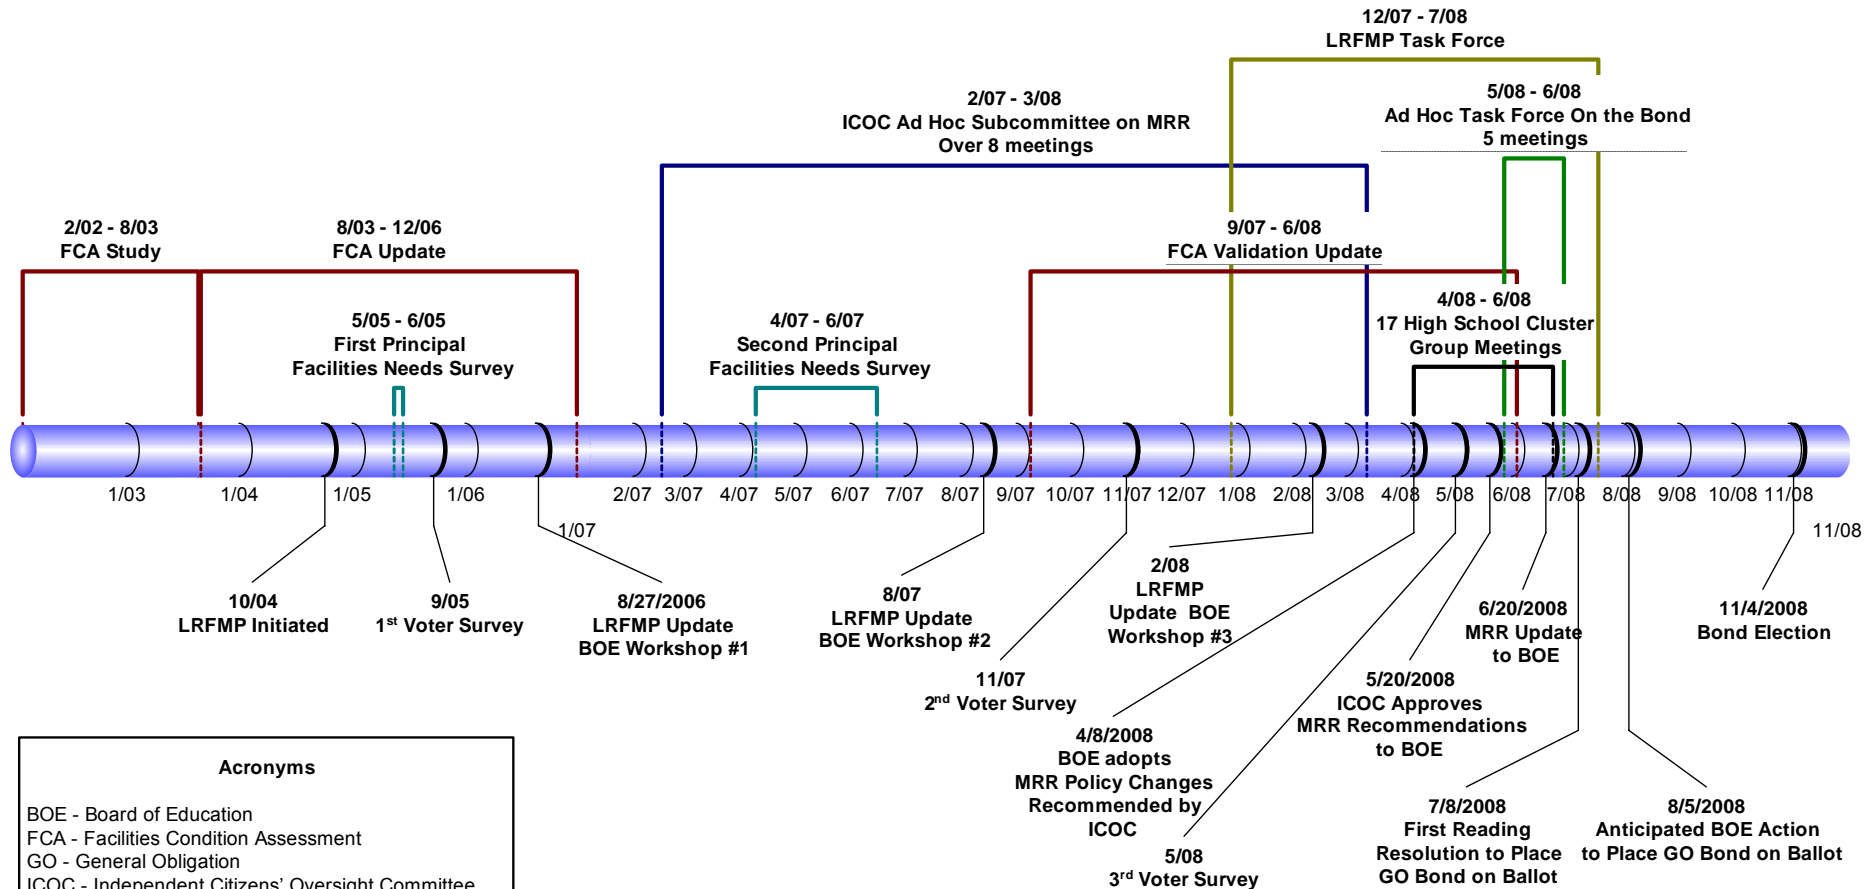 12/07 - 7/08
LRFMP Task Force
2/07 - 3/08
ICOC Ad Hoc Subcommittee on MRR
Over 8 meetings
5/08 - 6/08
Ad Hoc Task Force On the Bond
5 meetings
2/02 - 8/03
FCA Study
8/03 - 12/06
FCA Update
9/07 - 6/08
FCA Validation Update
5/05 - 6/05
First Principal
Facilities Needs Survey
4/07 - 6/07
Second Principal
Facilities Needs Survey
4/08 - 6/08
17 High School Cluster
Group Meetings
1/03
1/04
1/05
1/06
1/07
2/07
3/07
4/07
5/07
6/07
7/07
8/07
9/07
10/07
11/07
12/07
1/08
2/08
3/08
4/08
5/08
6/08
7/08
8/08
9/08
10/08
11/08
11/08
10/04
LRFMP Initiated
9/05
1st Voter Survey
8/27/2006
LRFMP Update
BOE Workshop #1
8/07
LRFMP Update
BOE Workshop #2
11/07
2nd Voter Survey
2/08
LRFMP
Update BOE
Workshop #3
4/8/2008
BOE adopts
MRR Policy Changes
Recommended by
ICOC
5/08
3rd Voter Survey
5/20/2008
ICOC Approves
MRR Recommendations
to BOE
6/20/2008
MRR Update
to BOE
7/8/2008
First Reading
Resolution to Place
GO Bond on Ballot
8/5/2008
Anticipated BOE Action
to Place GO Bond on Ballot
11/4/2008
Bond Election
Acronyms
BOE - Board of Education
FCA - Facilities Condition Assessment
GO - General Obligation
ICOC - Independent Citizens' Oversight Committee